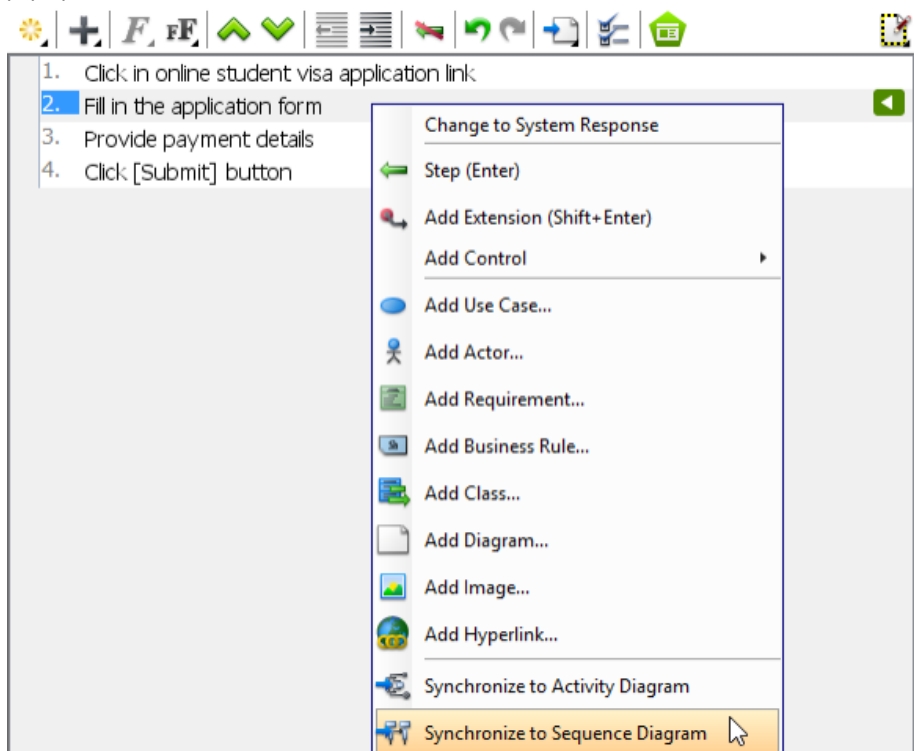 F FF
1. Click in online student visa application link
2. Fill in the application form
3. Provide payment details
4. Click [Submit] button
Change to System Response
Step (Enter)
Add Extension (Shift+Enter)
Add Control
Add Use Case...
Add Actor...
Add Requirement...
Add Business Rule...
Add Class...
Add Diagram...
Add Image...
Add Hyperlink...
Synchronize to Activity Diagram
Synchronize to Sequence Diagram